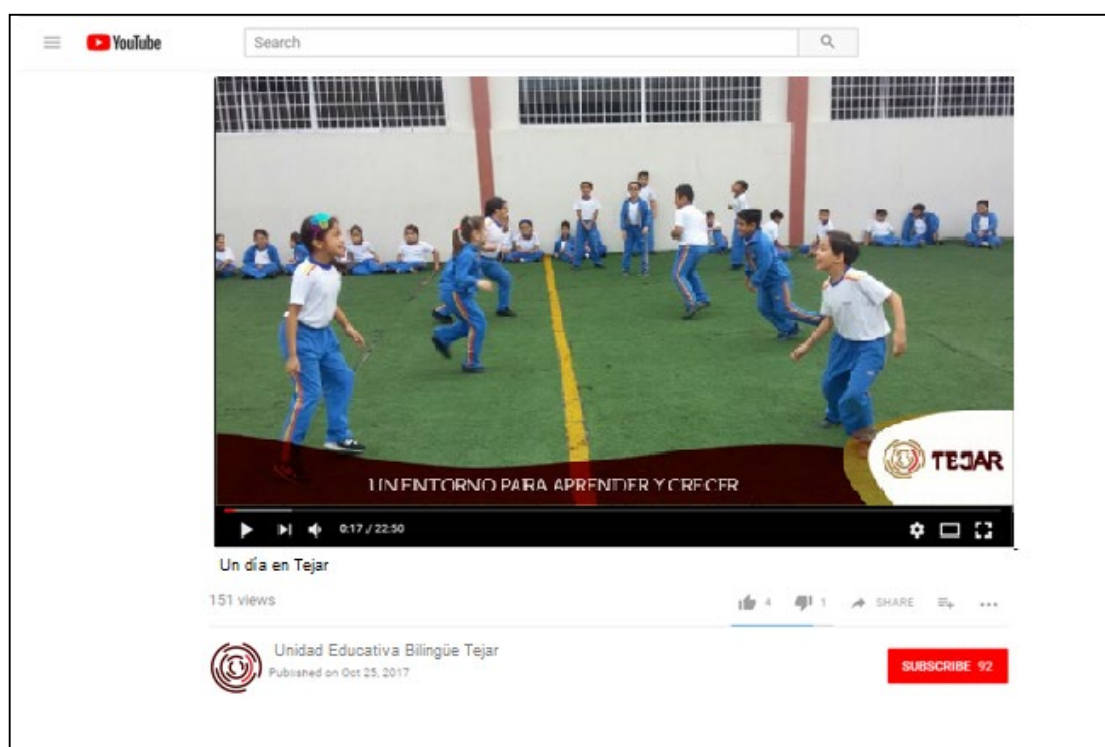 YouTube
Search
TEJAR
UN ENTORNO PARA APRENDER Y CRECER
0:17 / 22:50
Un día en Tejar
151 views
4
1
SHARE
Unidad Educativa Bilingüe Tejar
Published on Oct 25, 2017
SUBSCRIBE 92